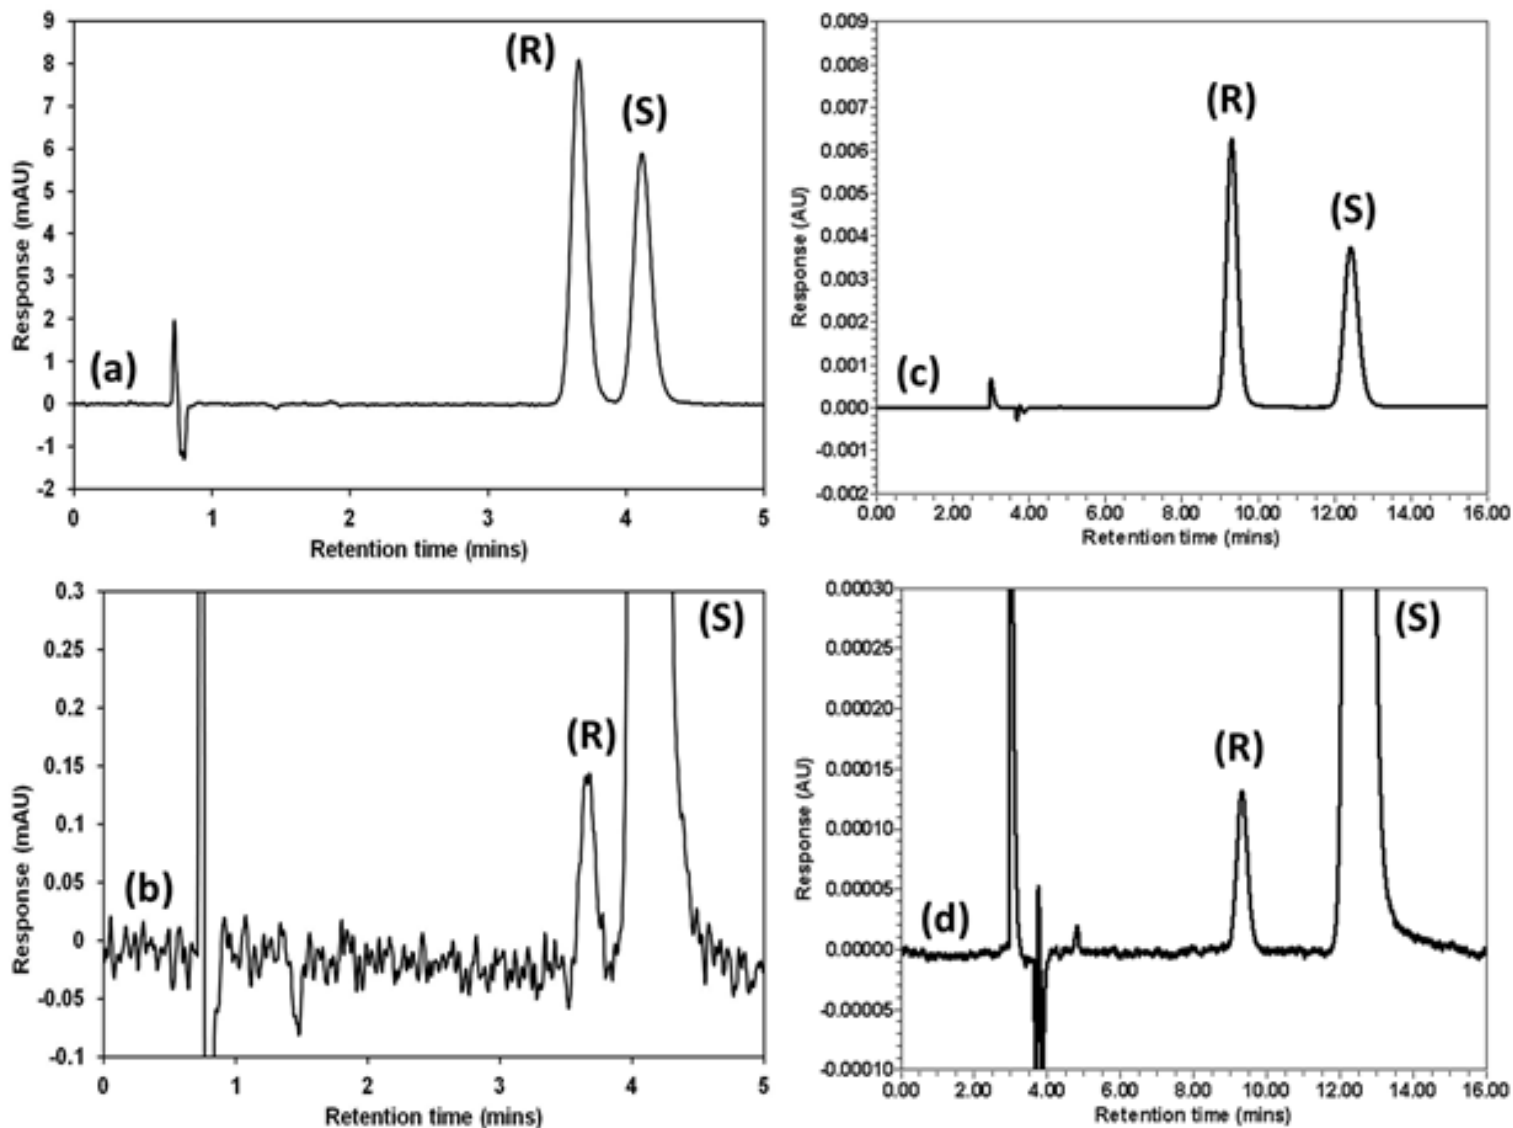 9
8
7
6
5
4
3
2
1
0
-1
-2
Response (mAU)
(R)
(S)
(a)
0 1 2 3 4 5
Retention time (mins)
0.009
0.008
0.007
0.006
0.005
0.004
0.003
0.002
0.001
0.000
-0.001
-0.002
Response (AU)
(R)
(S)
(c)
0.00 2.00 4.00 6.00 8.00 10.00 12.00 14.00 16.00
Retention time (mins)
0.3
0.25
0.2
0.15
0.1
0.05
0
-0.05
-0.1
Response (mAU)
(S)
(R)
(b)
0 1 2 3 4 5
Retention time (mins)
0.00030
0.00025
0.00020
0.00015
0.00010
0.00005
0.00000
-0.00005
-0.00010
Response (AU)
(S)
(R)
(d)
0.00 2.00 4.00 6.00 8.00 10.00 12.00 14.00 16.00
Retention time (mins)